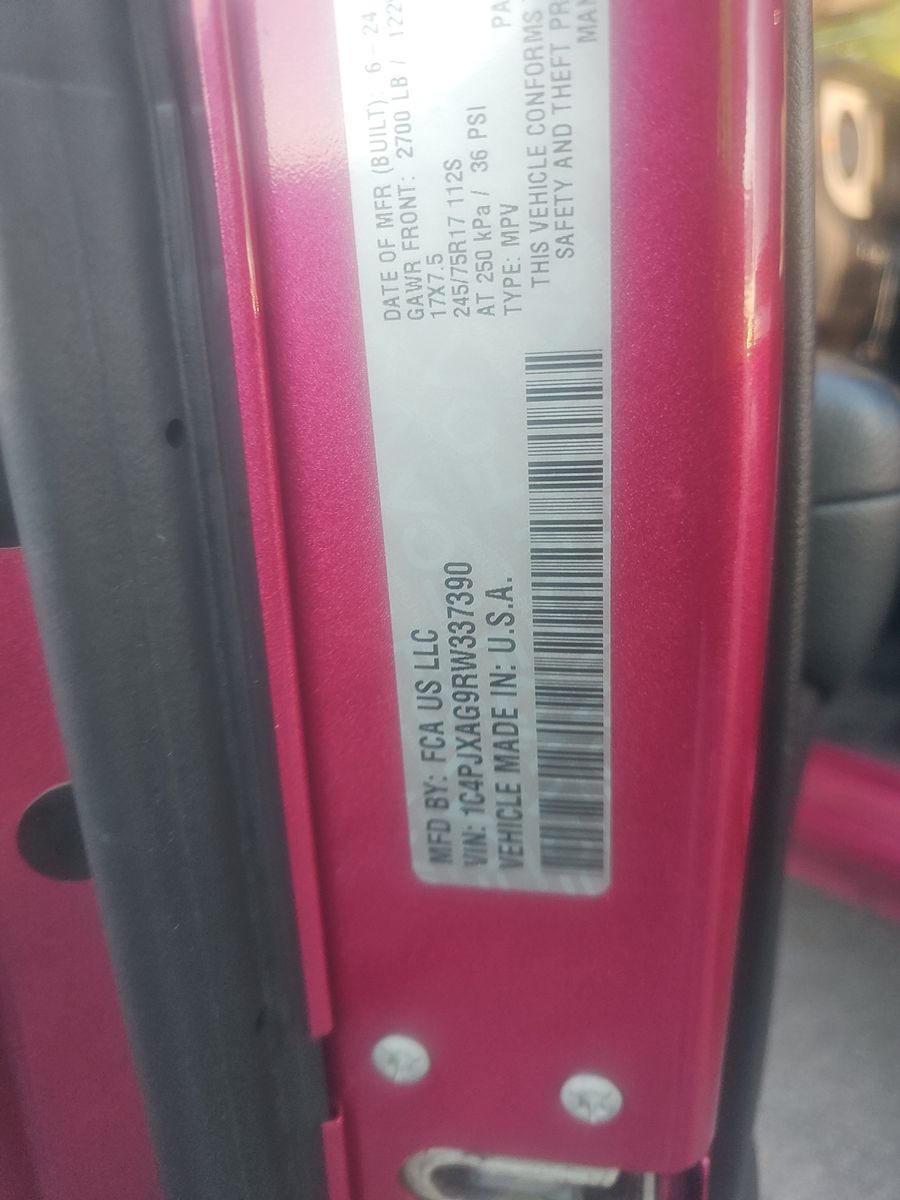 MFD BY: FCA US LLC
VIN: 1C4PJXAG9RW337390
VEHICLE MADE IN: U.S.A.
DATE OF MFR (BUILT): 6 - 24
GAWR FRONT: 2700 LB /
17X7.5
245/75R17 112S
AT 250 kPa / 36 PSI
TYPE: MPV
THIS VEHICLE CONFORMS
SAFETY AND THEFT